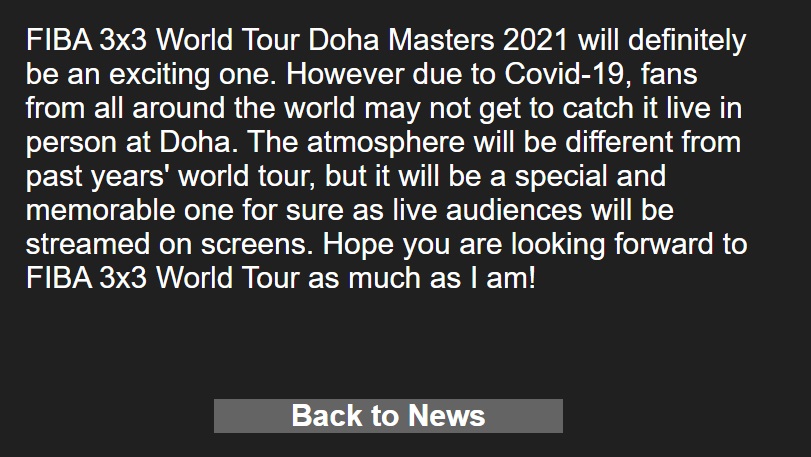 FIBA 3x3 World Tour Doha Masters 2021 will definitely
be an exciting one. However due to Covid-19, fans
from all around the world may not get to catch it live in
person at Doha. The atmosphere will be different from
past years' world tour, but it will be a special and
memorable one for sure as live audiences will be
streamed on screens. Hope you are looking forward to
FIBA 3x3 World Tour as much as I am!
Back to News